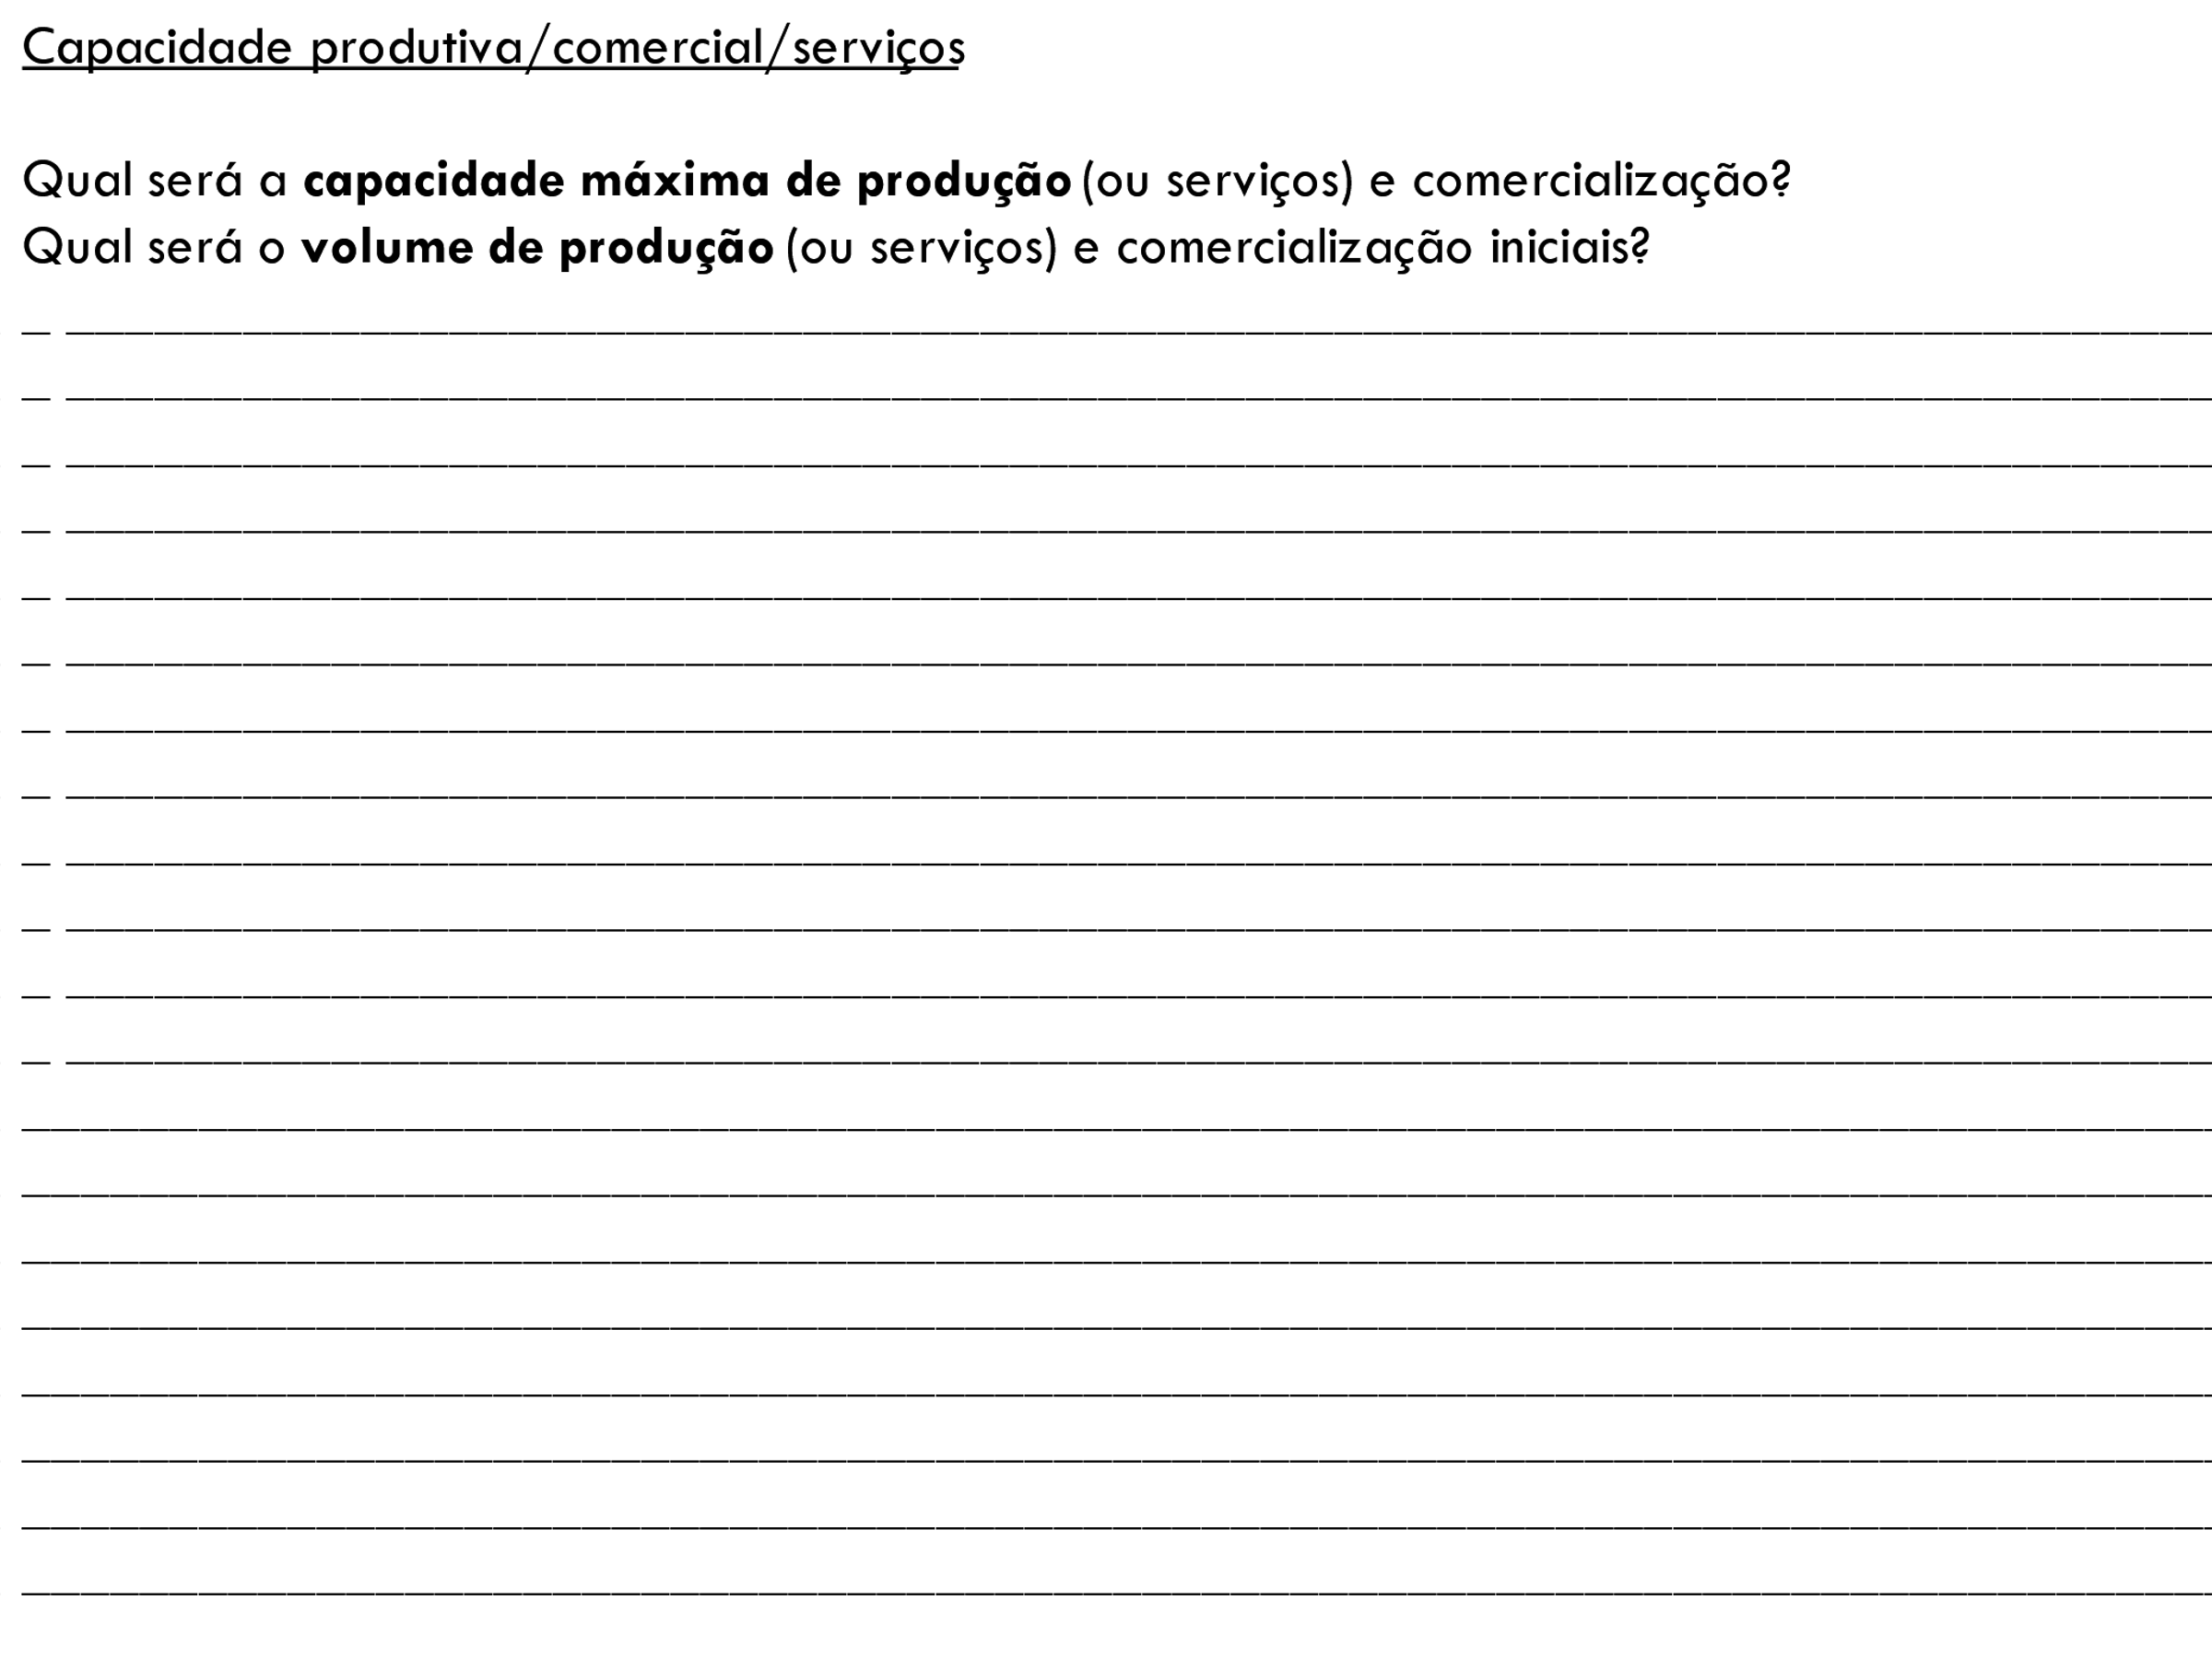 Capacidade produtiva/comercial/serviços
Qual será a capacidade máxima de produção (ou serviços) e comercialização?
Qual será o volume de produção (ou serviços) e comercialização iniciais?